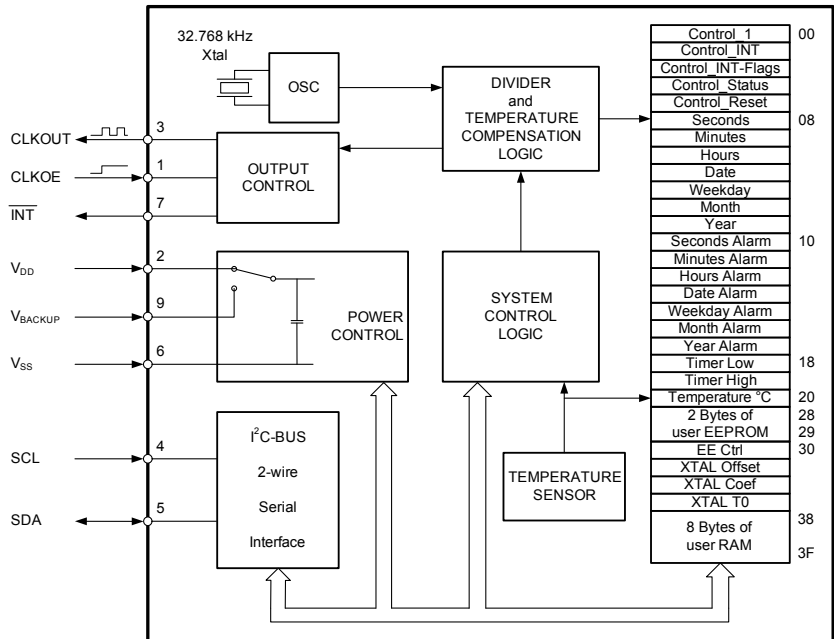 32.768 kHz
Xtal
OSC
DIVIDER
and
TEMPERATURE
COMPENSATION
LOGIC
CLKOUT
3
CLKOE
1
INT
7
OUTPUT
CONTROL
VDD
2
VBACKUP
9
VSS
6
POWER
CONTROL
SYSTEM
CONTROL
LOGIC
SCL
4
SDA
5
I²C-BUS
2-wire
Serial
Interface
TEMPERATURE
SENSOR
Control_1 00
Control_INT
Control_INT-Flags
Control_Status
Control_Reset
Seconds 08
Minutes
Hours
Date
Weekday
Month
Year
Seconds Alarm 10
Minutes Alarm
Hours Alarm
Date Alarm
Weekday Alarm
Month Alarm
Year Alarm
Timer Low 18
Timer High
Temperature °C 20
2 Bytes of 28
user EEPROM 29
EE Ctrl 30
XTAL Offset
XTAL Coef
XTAL T0
38
8 Bytes of
user RAM
3F